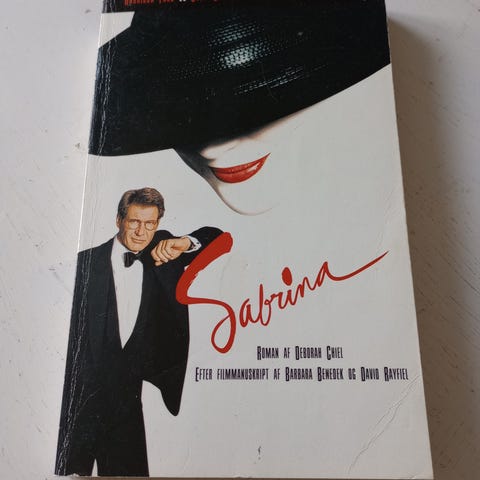 Sabrina
Roman af Deborah Chiel
Efter filmmanuskript af Barbara Benedek og David Rayfiel